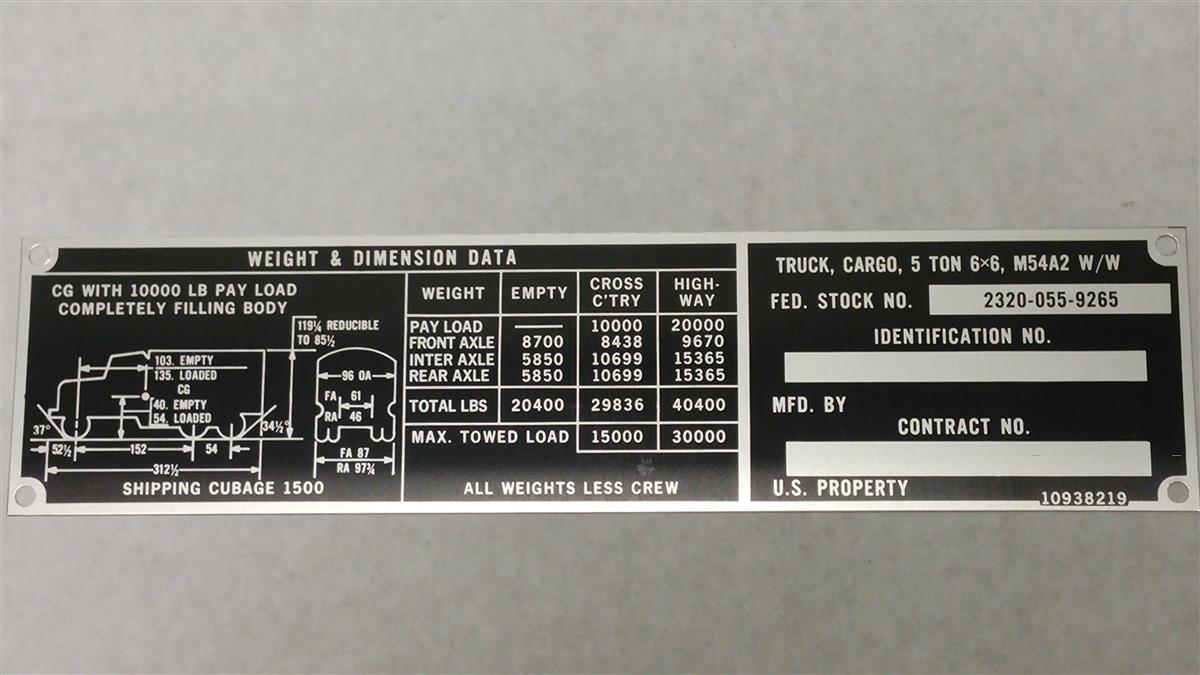 WEIGHT & DIMENSION DATA
CG WITH 10000 LB PAY LOAD
COMPLETELY FILLING BODY
119¼ REDUCIBLE
TO 85½
103. EMPTY
135. LOADED
CG
40. EMPTY
54. LOADED
37°
34½°
52½
152
54
312½
96 OA
FA 61
RA 46
FA 87
RA 97¾
SHIPPING CUBAGE 1500
WEIGHT EMPTY CROSS C'TRY HIGH-WAY
PAY LOAD —— 10000 20000
FRONT AXLE 8700 8438 9670
INTER AXLE 5850 10699 15365
REAR AXLE 5850 10699 15365
TOTAL LBS 20400 29836 40400
MAX. TOWED LOAD 15000 30000
ALL WEIGHTS LESS CREW
TRUCK, CARGO, 5 TON 6×6, M54A2 W/W
FED. STOCK NO. 2320-055-9265
IDENTIFICATION NO.
MFD. BY
CONTRACT NO.
U.S. PROPERTY
10938219